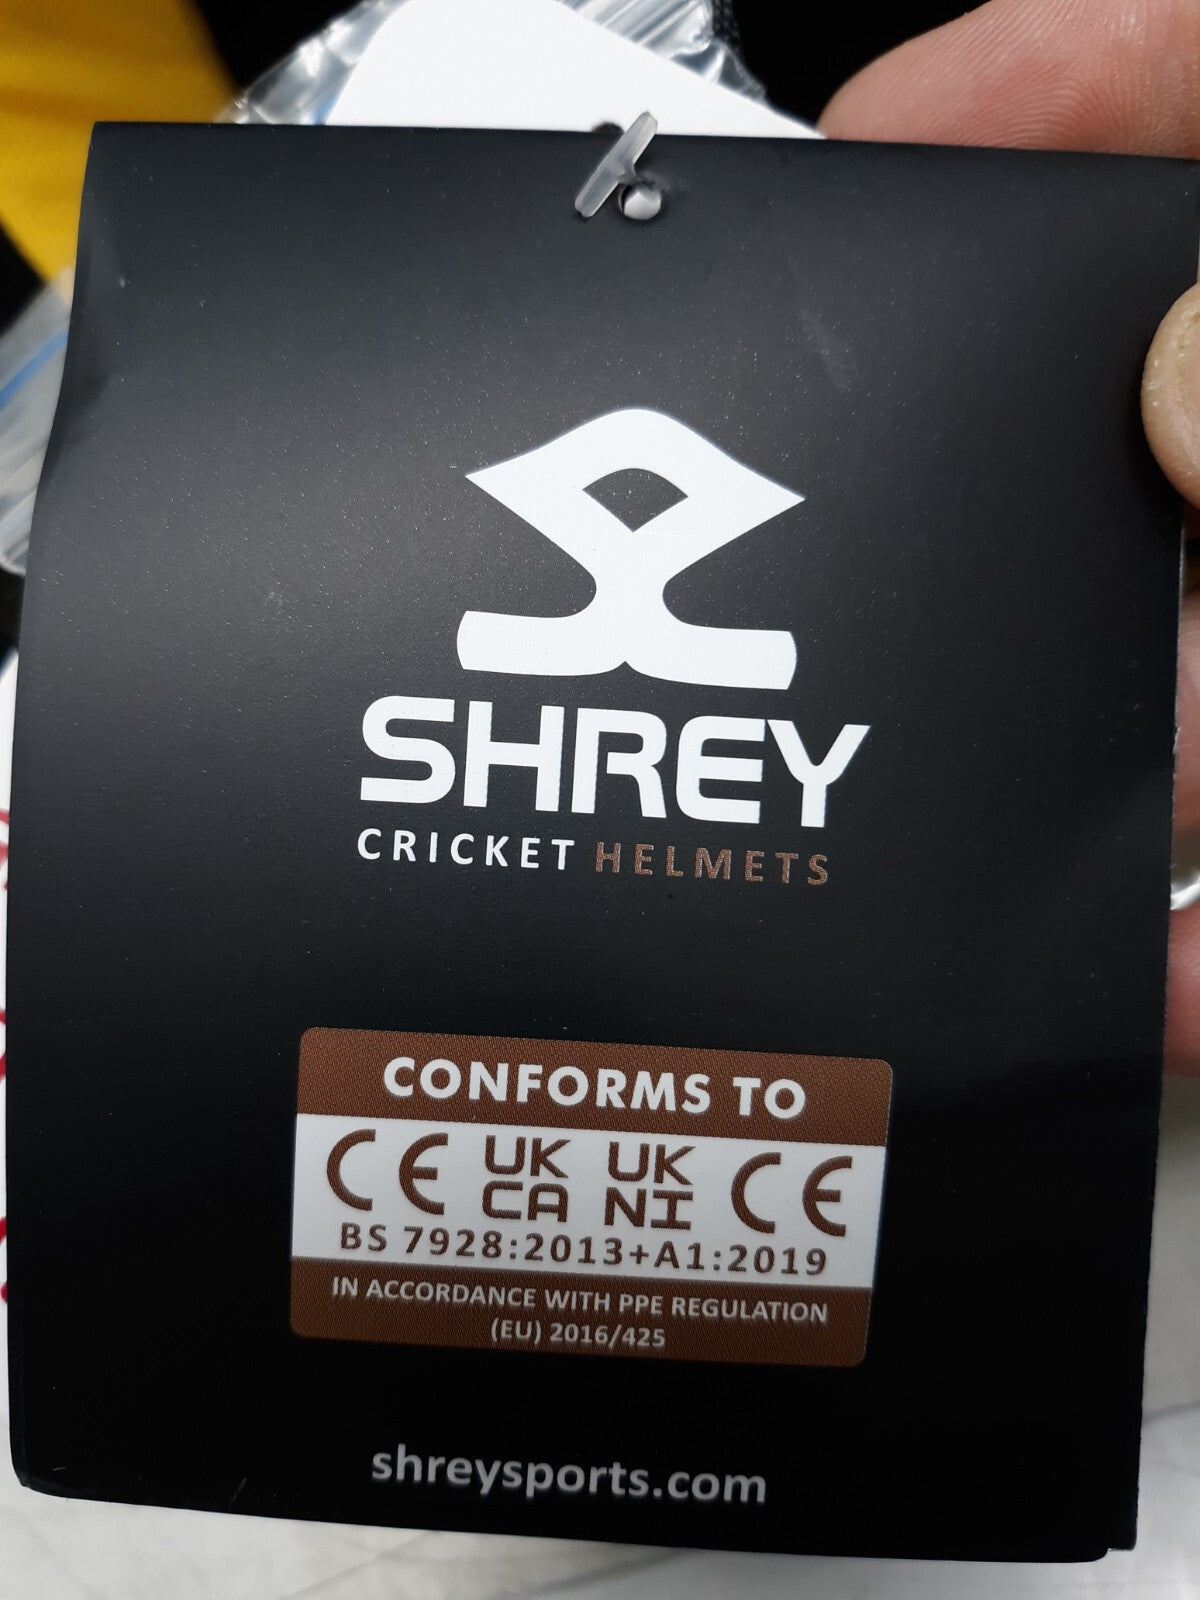 SHREY
CRICKET HELMETS
CONFORMS TO
CE UK CA UK NI CE
BS 7928:2013+A1:2019
IN ACCORDANCE WITH PPE REGULATION
(EU) 2016/425
shreysports.com